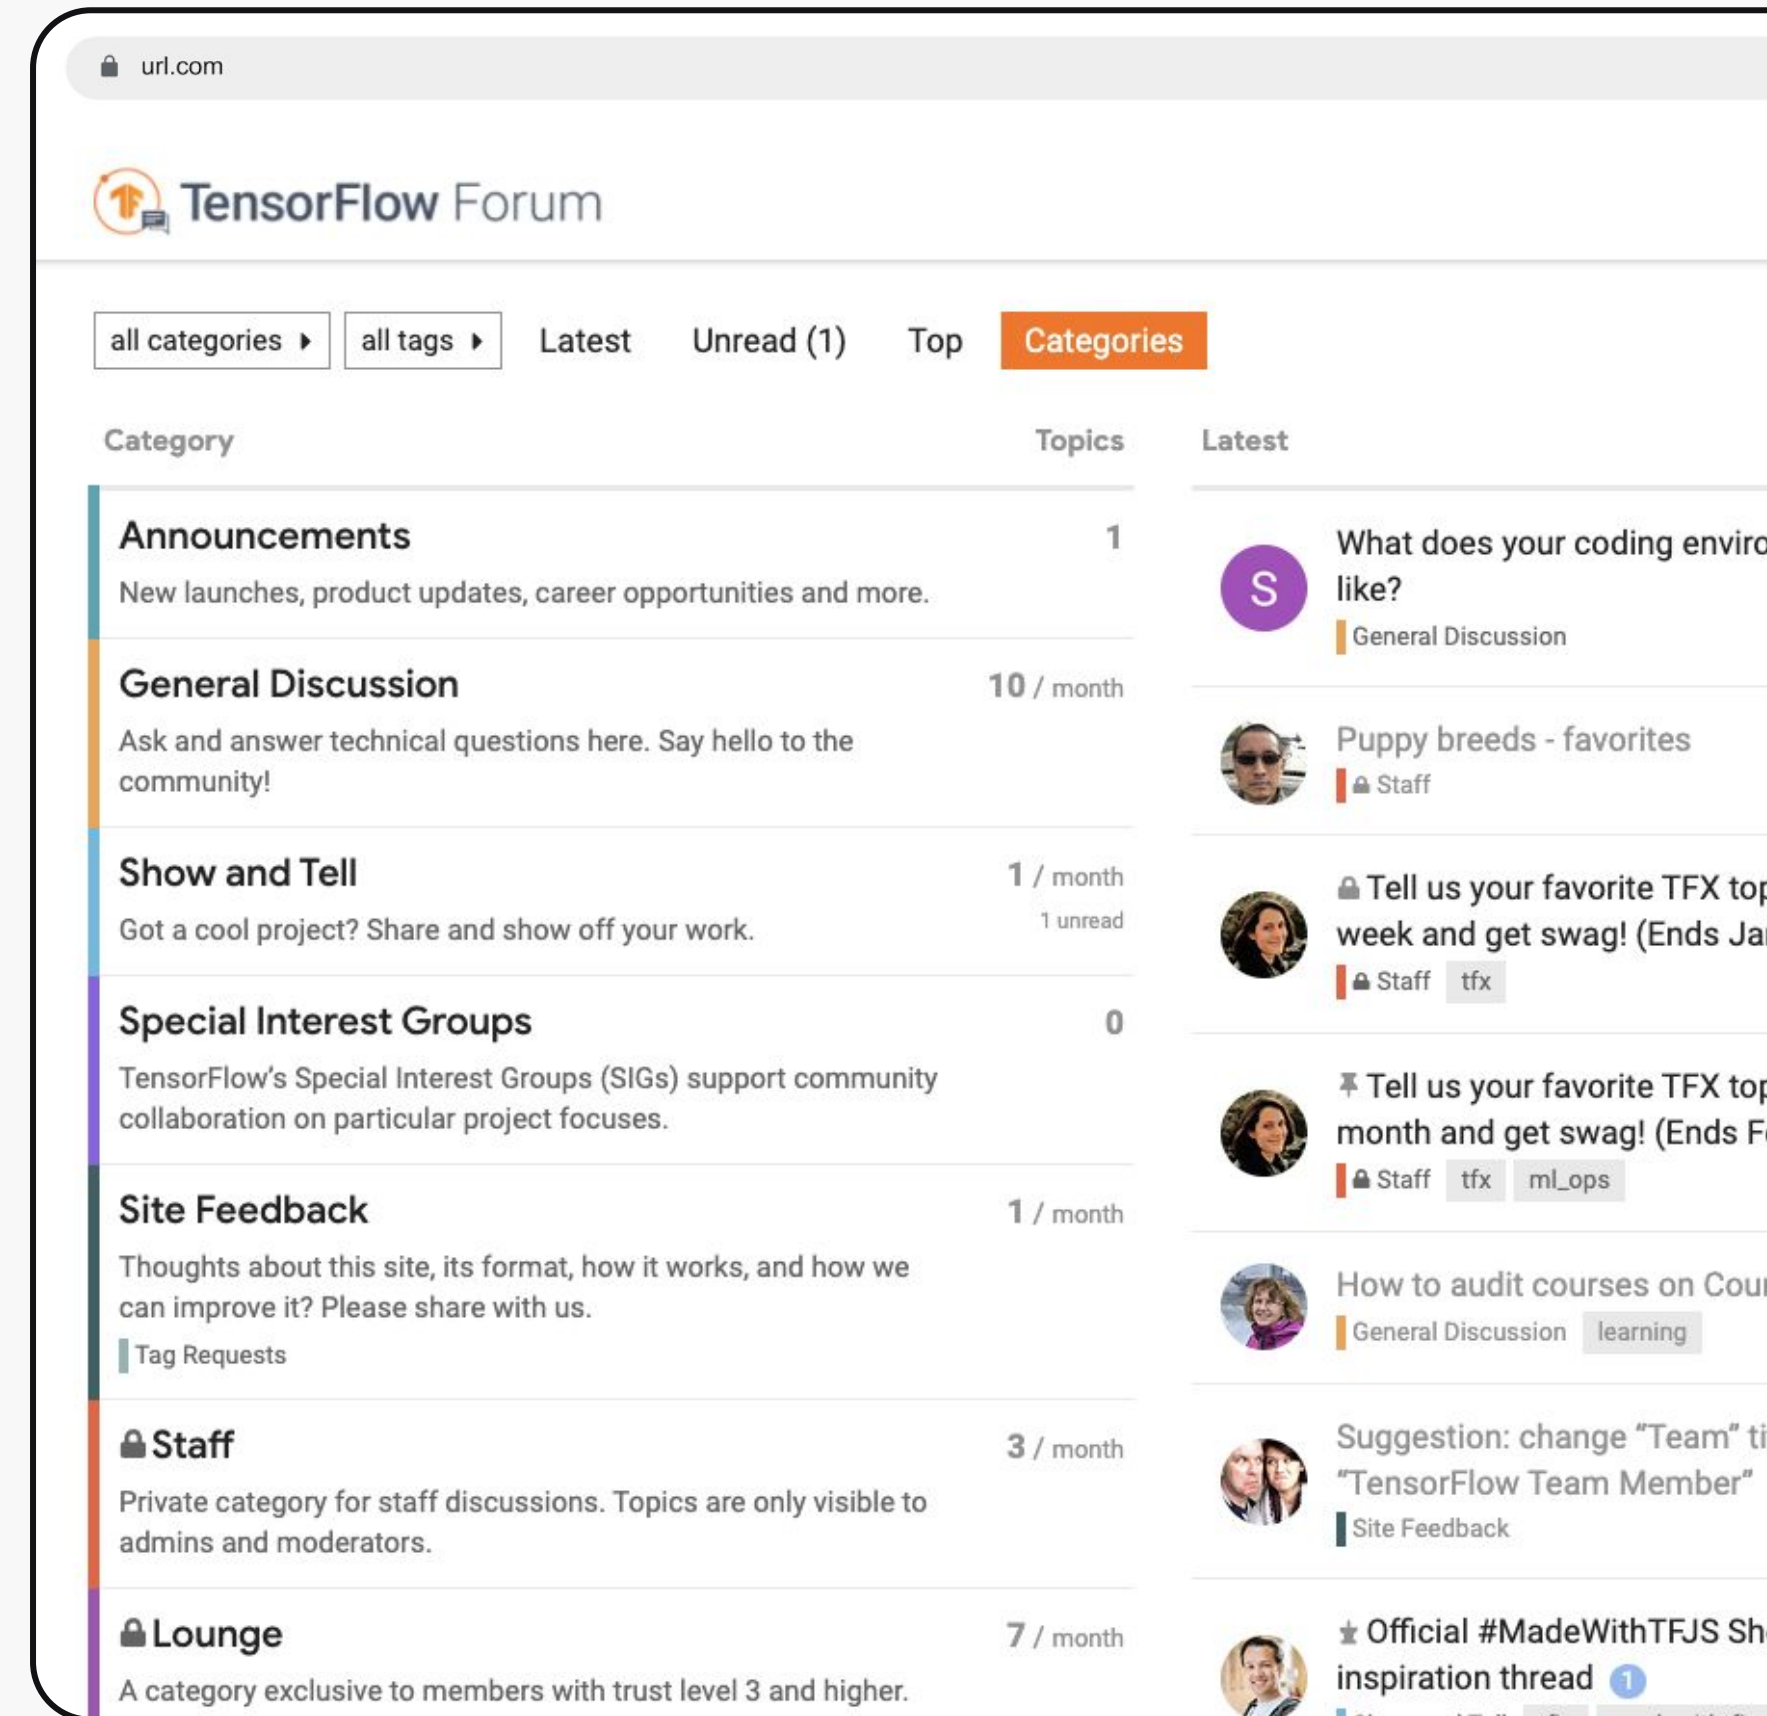 url.com
TensorFlow Forum
all categories
all tags
Latest
Unread (1)
Top
Categories
Category
Topics
Announcements
1
New launches, product updates, career opportunities and more.
General Discussion
10 / month
Ask and answer technical questions here. Say hello to the
community!
Show and Tell
1 / month
Got a cool project? Share and show off your work.
1 unread
Special Interest Groups
0
TensorFlow's Special Interest Groups (SIGs) support community
collaboration on particular project focuses.
Site Feedback
1 / month
Thoughts about this site, its format, how it works, and how we
can improve it? Please share with us.
Tag Requests
Staff
3 / month
Private category for staff discussions. Topics are only visible to
admins and moderators.
Lounge
7 / month
A category exclusive to members with trust level 3 and higher.
Latest
S
What does your coding enviro
like?
General Discussion
Puppy breeds - favorites
Staff
Tell us your favorite TFX top
week and get swag! (Ends Ja
Staff tfx
Tell us your favorite TFX top
month and get swag! (Ends F
Staff tfx ml_ops
How to audit courses on Cour
General Discussion learning
Suggestion: change “Team” ti
“TensorFlow Team Member”
Site Feedback
Official #MadeWithTFJS Sh
inspiration thread 1